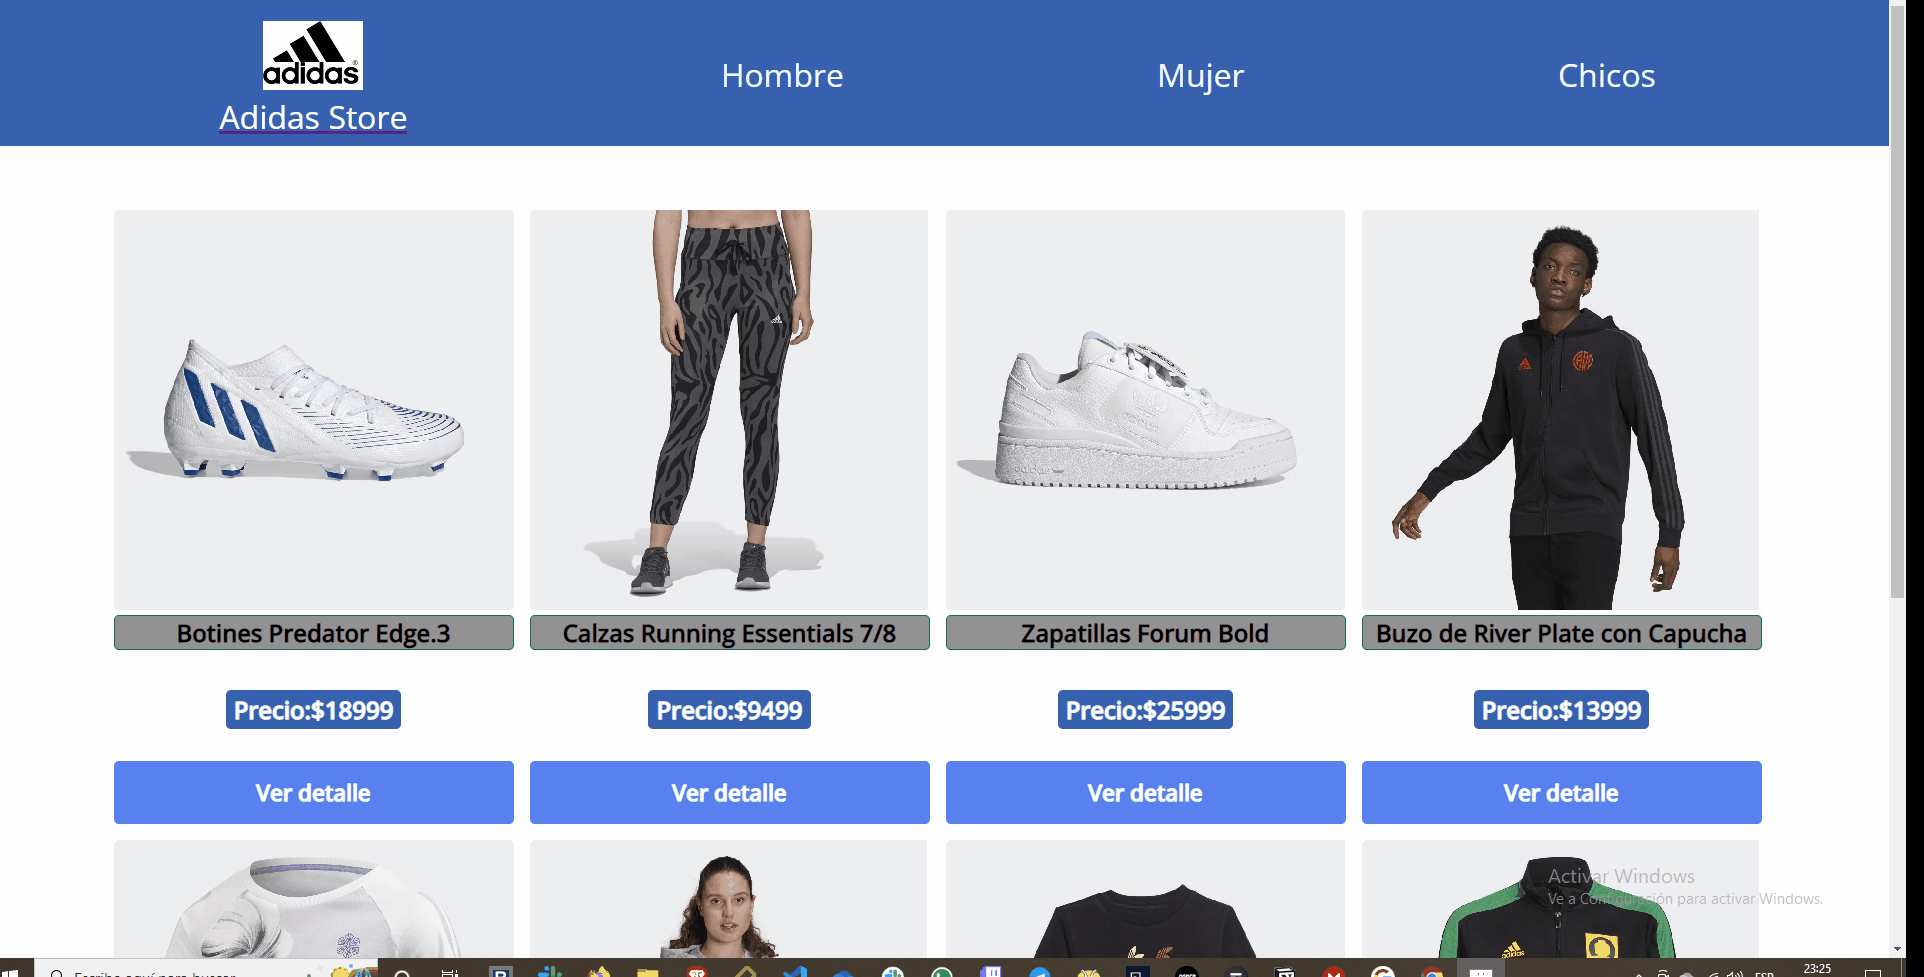 adidas
Adidas Store
Hombre
Mujer
Chicos
Botines Predator Edge.3
Calzas Running Essentials 7/8
Zapatillas Forum Bold
Buzo de River Plate con Capucha
Precio:$18999
Precio:$9499
Precio:$25999
Precio:$13999
Ver detalle
Ver detalle
Ver detalle
Ver detalle
Activar Windows
Ve a Configuración para activar Windows.
adidas
Escribe aquí para buscar
ESP
23:25